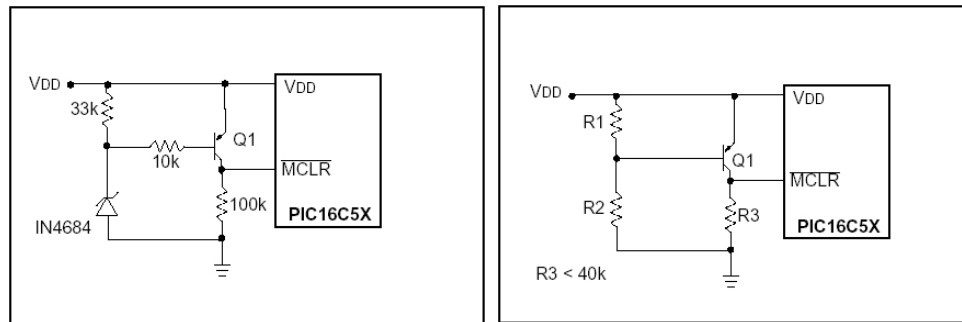 VDD
VDD
33k
Q1
10k
MCLR
100k
PIC16C5X
IN4684
VDD
VDD
R1
Q1
MCLR
R2
R3
PIC16C5X
R3 < 40k